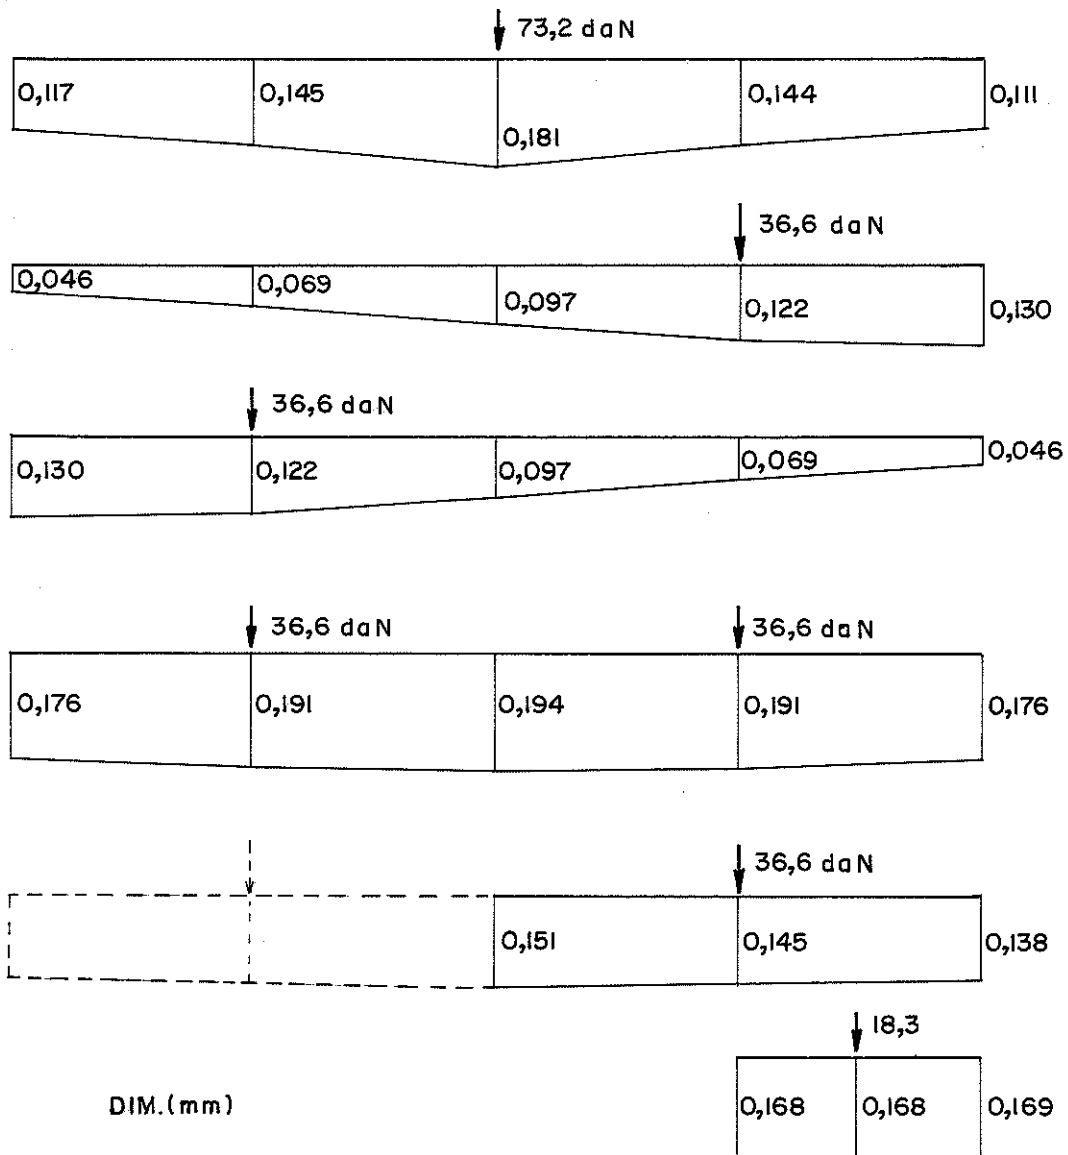 73,2 daN
0,117 0,145 0,181 0,144 0,111
36,6 daN
0,046 0,069 0,097 0,122 0,130
36,6 daN
0,130 0,122 0,097 0,069 0,046
36,6 daN 36,6 daN
0,176 0,191 0,194 0,191 0,176
36,6 daN
0,151 0,145 0,138
18,3
DIM.(mm) 0,168 0,168 0,169